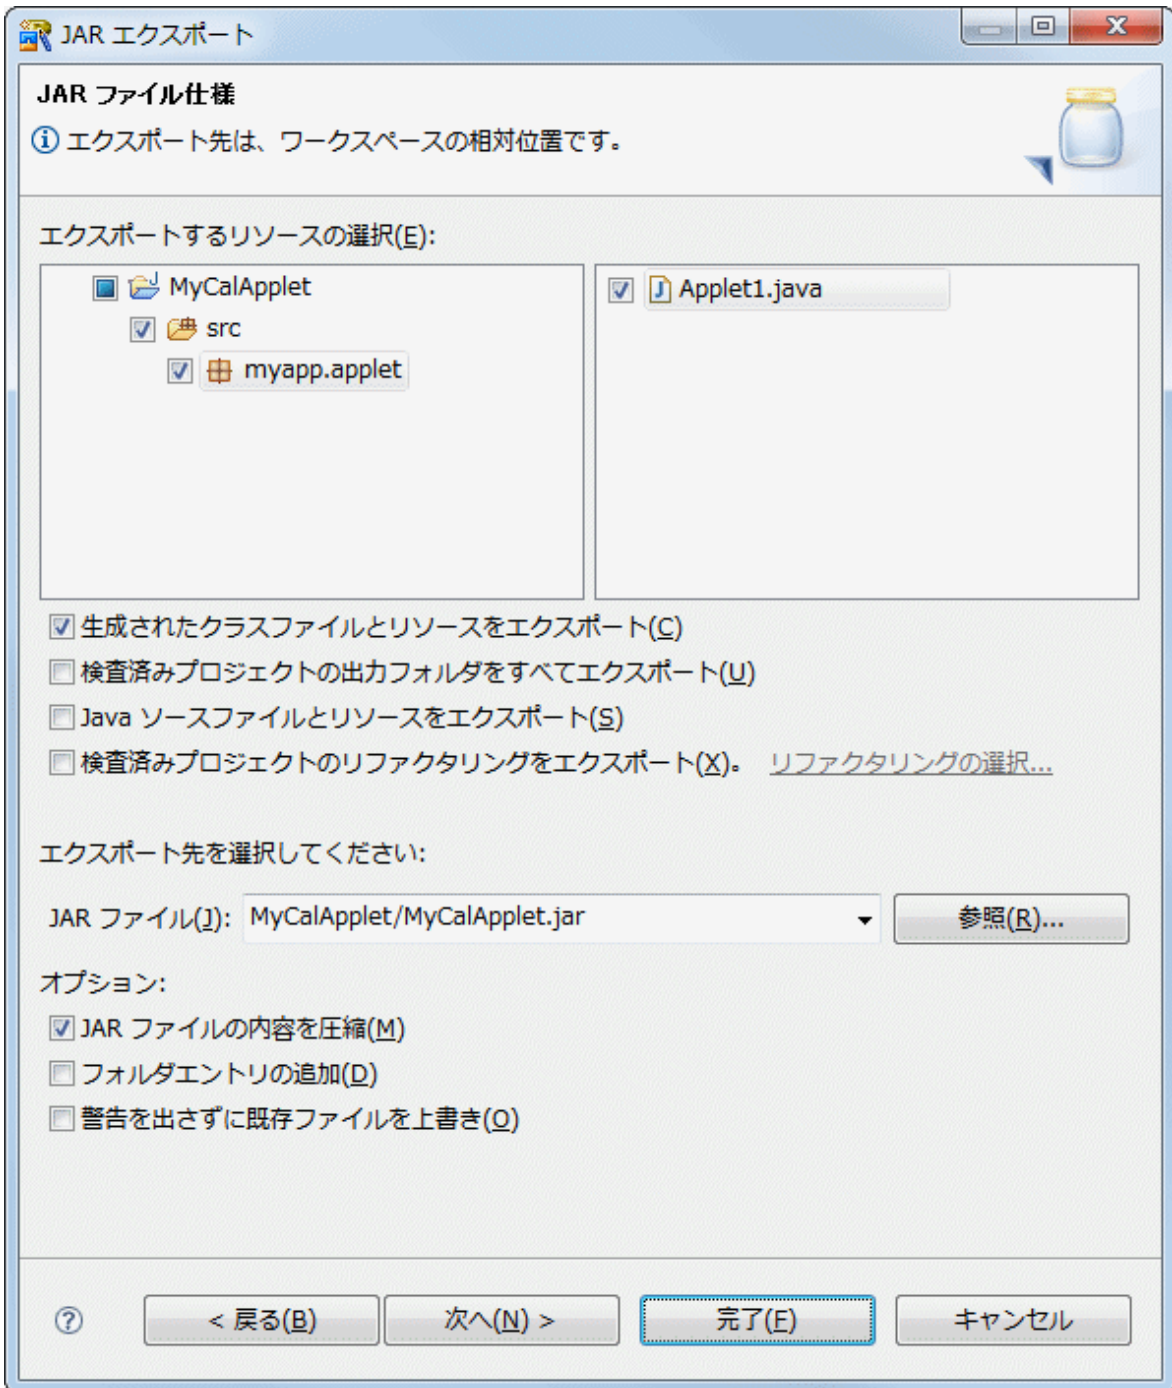 JAR エクスポート
JAR ファイル仕様
エクスポート先は、ワークスペースの相対位置です。
エクスポートするリソースの選択(E):
MyCalApplet
src
myapp.applet
Applet1.java
生成されたクラスファイルとリソースをエクスポート(C)
検査済みプロジェクトの出力フォルダをすべてエクスポート(U)
Java ソースファイルとリソースをエクスポート(S)
検査済みプロジェクトのリファクタリングをエクスポート(X)。 リファクタリングの選択...
エクスポート先を選択してください:
JAR ファイル(J): MyCalApplet/MyCalApplet.jar 参照(R)...
オプション:
JAR ファイルの内容を圧縮(M)
フォルダエントリの追加(D)
警告を出さずに既存ファイルを上書き(O)
< 戻る(B) 次へ(N) > 完了(F) キャンセル